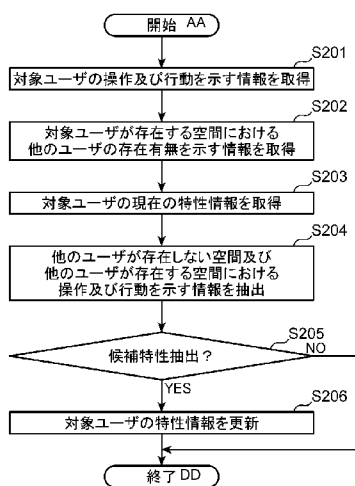 開始 AA
S201
対象ユーザの操作及び行動を示す情報を取得
S202
対象ユーザが存在する空間における
他のユーザの存在有無を示す情報を取得
S203
対象ユーザの現在の特性情報を取得
S204
他のユーザが存在しない空間及び
他のユーザが存在する空間における
操作及び行動を示す情報を抽出
S205
候補特性抽出？
NO
YES
S206
対象ユーザの特性情報を更新
終了 DD